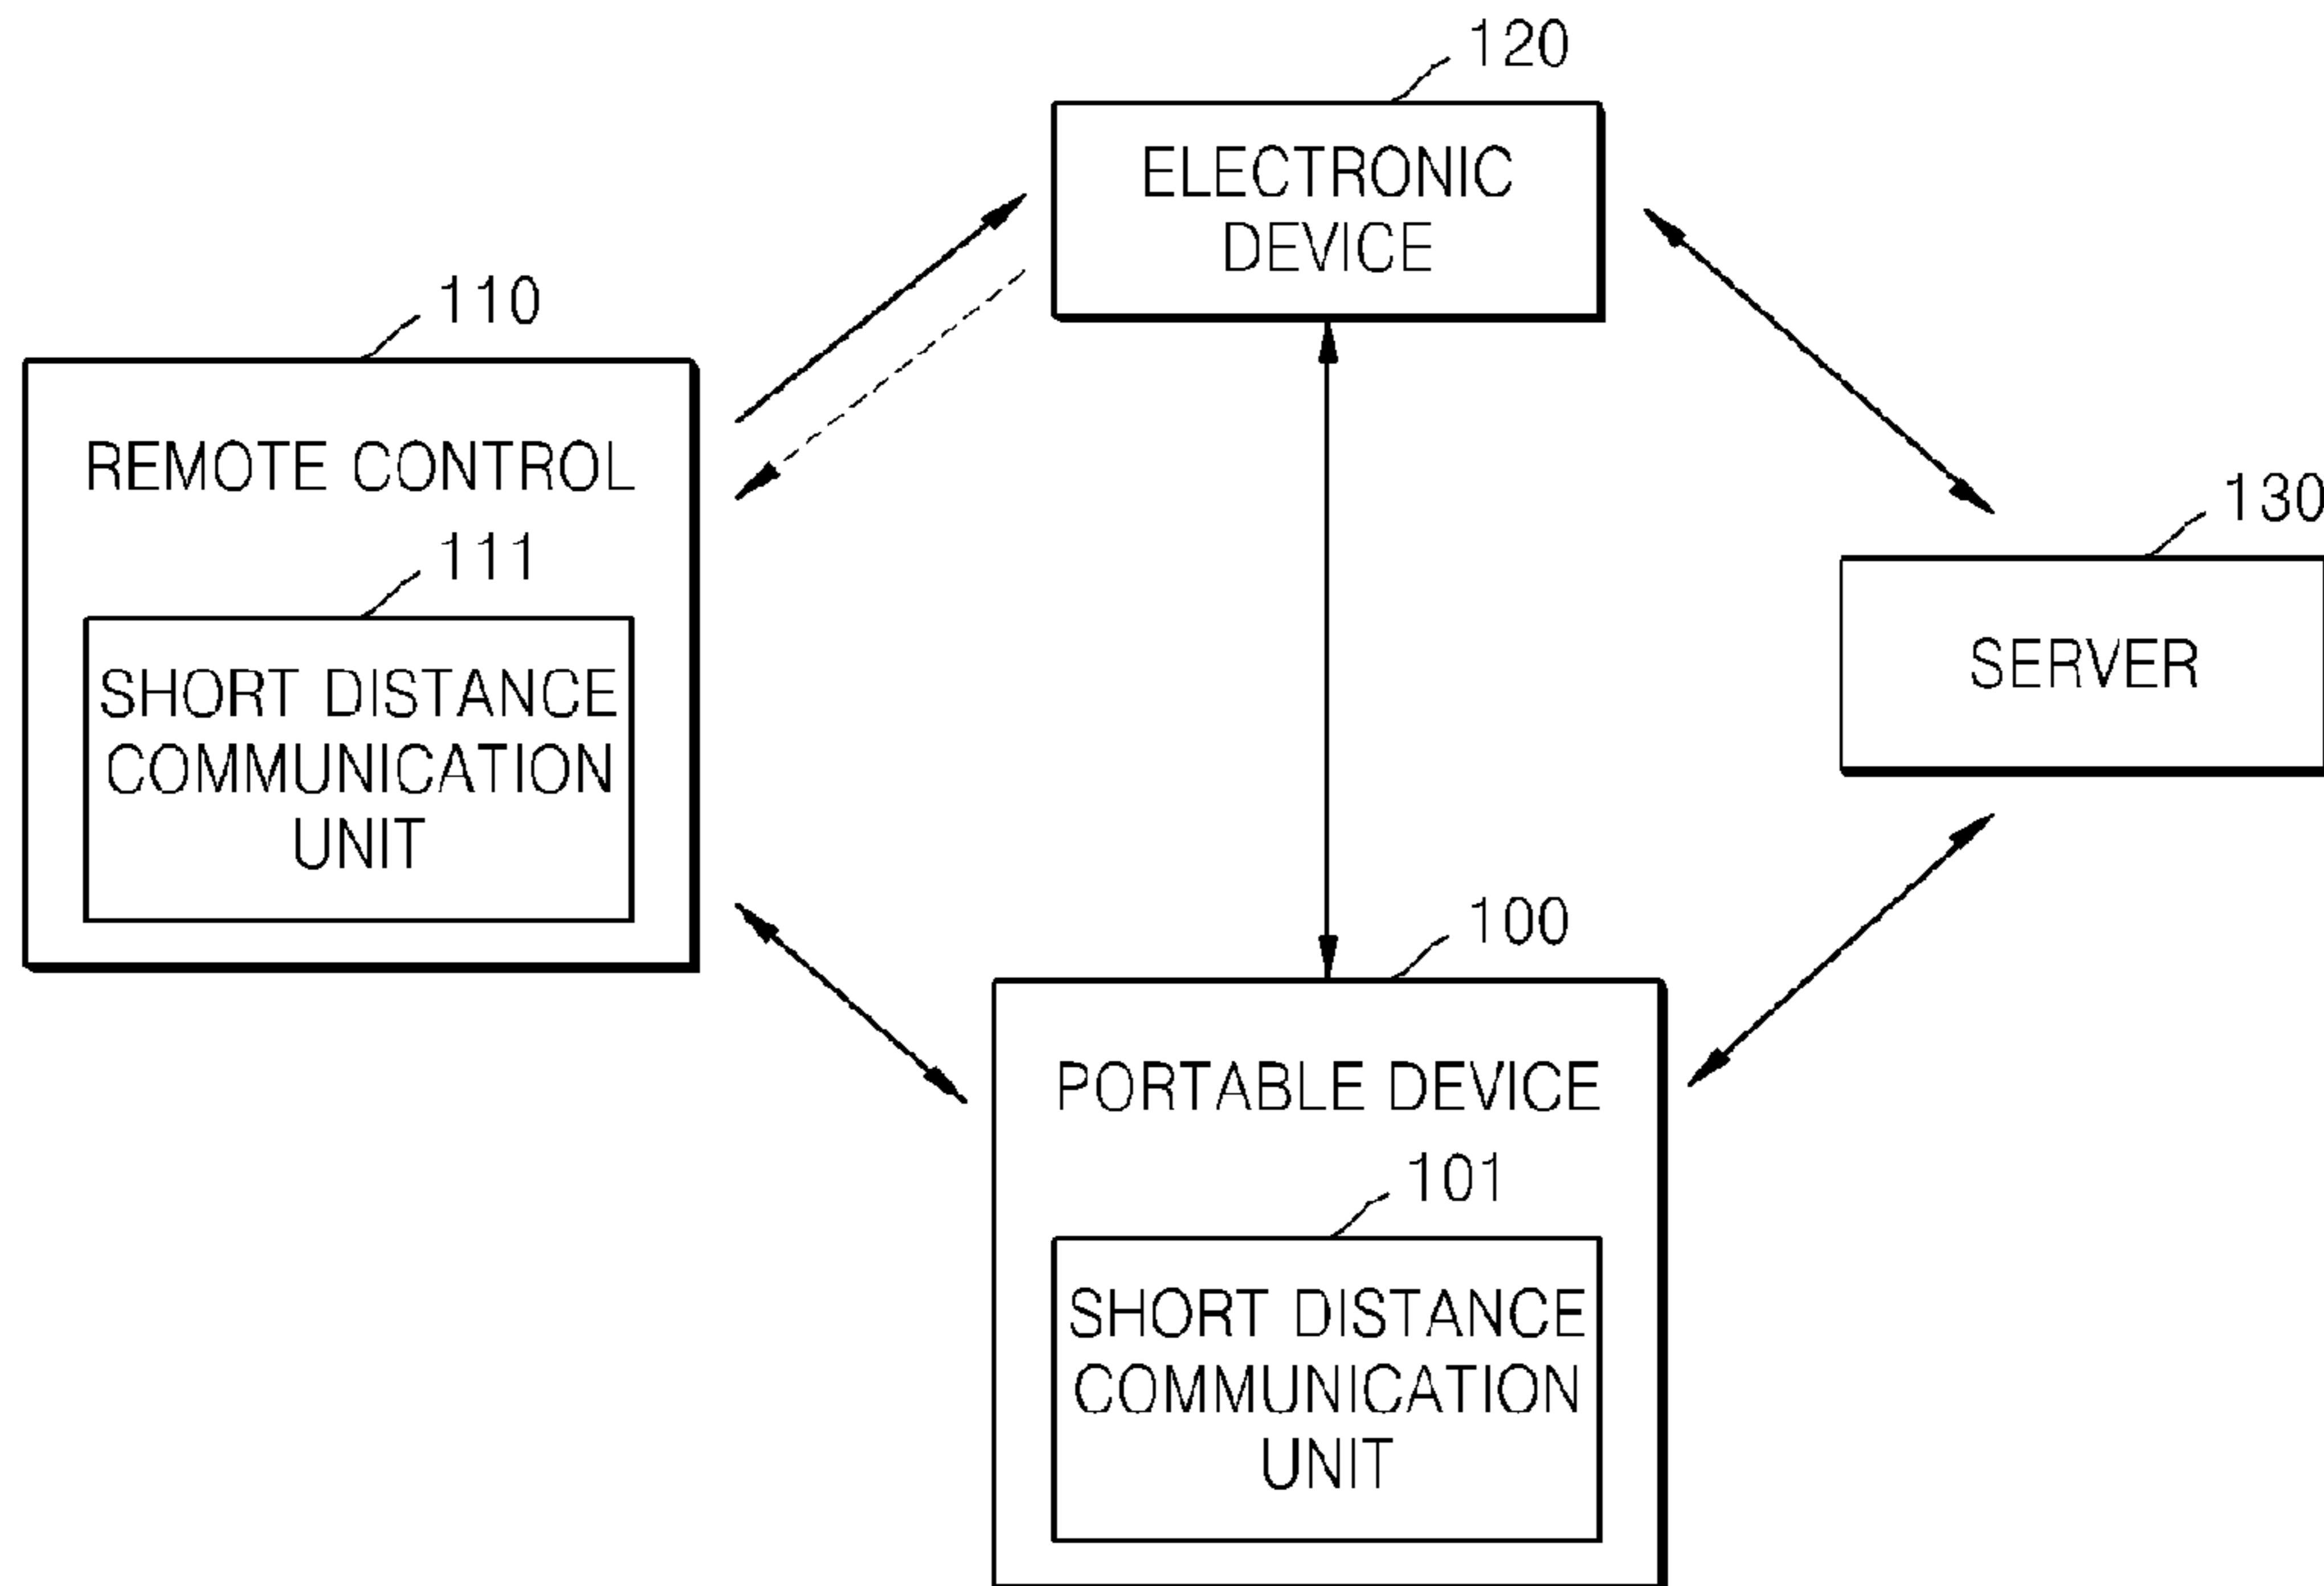 120
ELECTRONIC
DEVICE
110
REMOTE CONTROL
111
SHORT DISTANCE
COMMUNICATION
UNIT
130
SERVER
100
PORTABLE DEVICE
101
SHORT DISTANCE
COMMUNICATION
UNIT